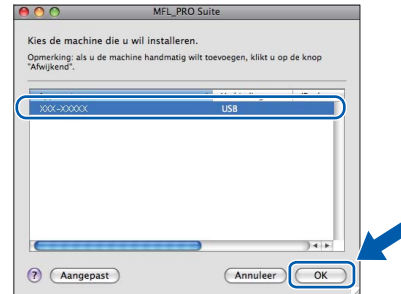 MFL_PRO Suite
Kies de machine die u wil installeren.
Opmerking: als u de machine handmatig wilt toevoegen, klikt u op de knop
"Afwijkend".
XXX-XXXXX USB
? Aangepast Annuleer OK